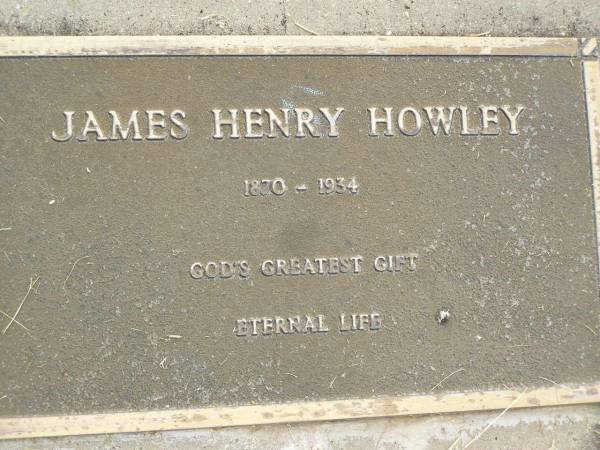 JAMES HENRY HOWLEY
1870 - 1934
GOD'S GREATEST GIFT
ETERNAL LIFE